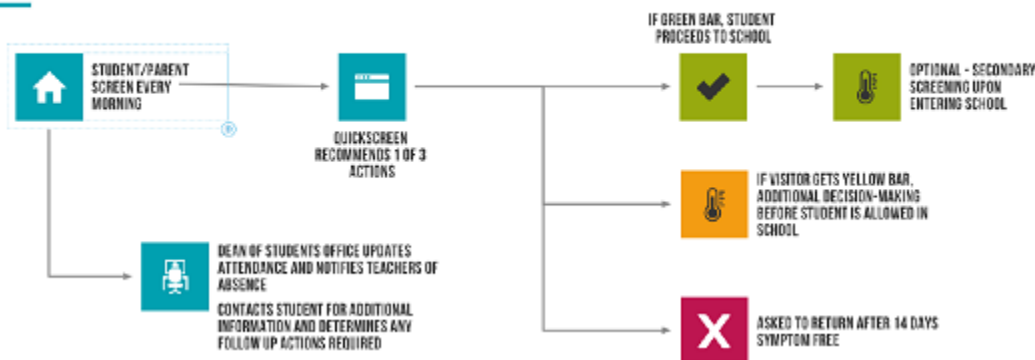 IF GREEN BAR, STUDENT
PROCEEDS TO SCHOOL
STUDENT/PARENT
SCREEN EVERY
MORNING
QUICKSCREEN
RECOMMENDS 1 OF 3
ACTIONS
OPTIONAL - SECONDARY
SCREENING UPON
ENTERING SCHOOL
IF VISITOR GETS YELLOW BAR,
ADDITIONAL DECISION-MAKING
BEFORE STUDENT IS ALLOWED IN
SCHOOL
DEAN OF STUDENTS OFFICE UPDATES
ATTENDANCE AND NOTIFIES TEACHERS OF
ABSENCE
CONTACTS STUDENT FOR ADDITIONAL
INFORMATION AND DETERMINES ANY
FOLLOW UP ACTIONS REQUIRED
X
ASKED TO RETURN AFTER 14 DAYS
SYMPTOM FREE